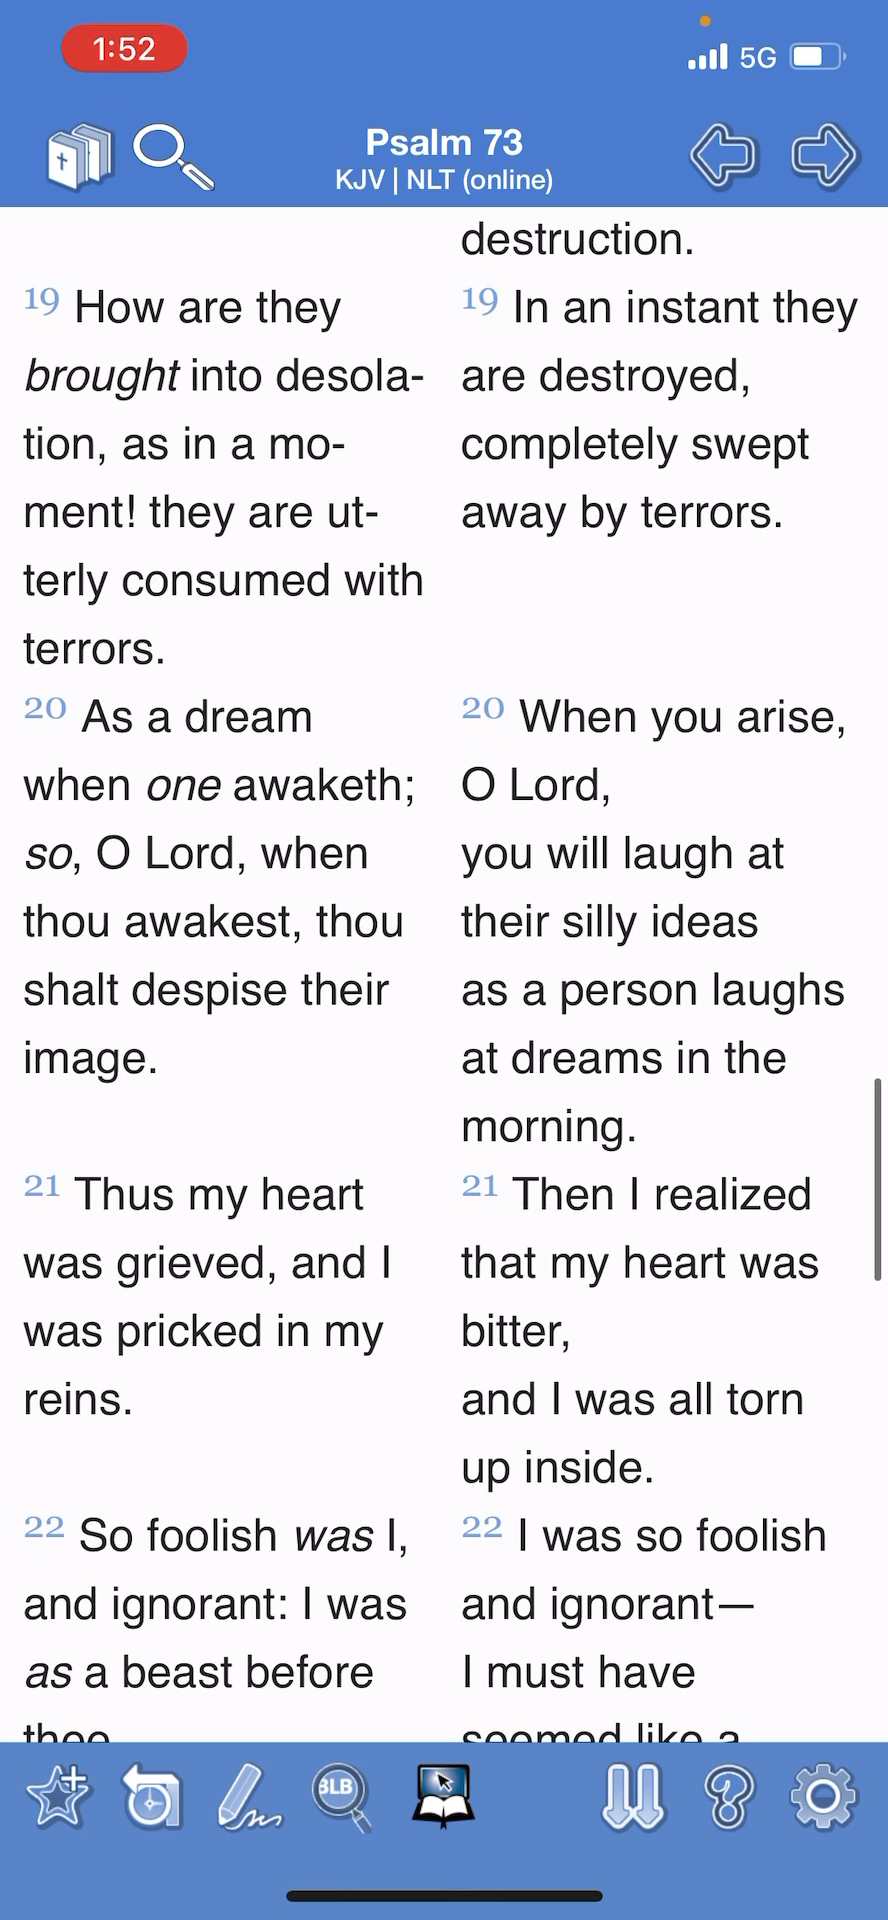 1:52
5G
Psalm 73
KJV | NLT (online)
19 How are they
brought into desola-
tion, as in a mo-
ment! they are ut-
terly consumed with
terrors.
20 As a dream
when one awaketh;
so, O Lord, when
thou awakest, thou
shalt despise their
image.
21 Thus my heart
was grieved, and I
was pricked in my
reins.
22 So foolish was I,
and ignorant: I was
as a beast before
thee
destruction.
19 In an instant they
are destroyed,
completely swept
away by terrors.
20 When you arise,
O Lord,
you will laugh at
their silly ideas
as a person laughs
at dreams in the
morning.
21 Then I realized
that my heart was
bitter,
and I was all torn
up inside.
22 I was so foolish
and ignorant—
I must have
seemed like a
BLB